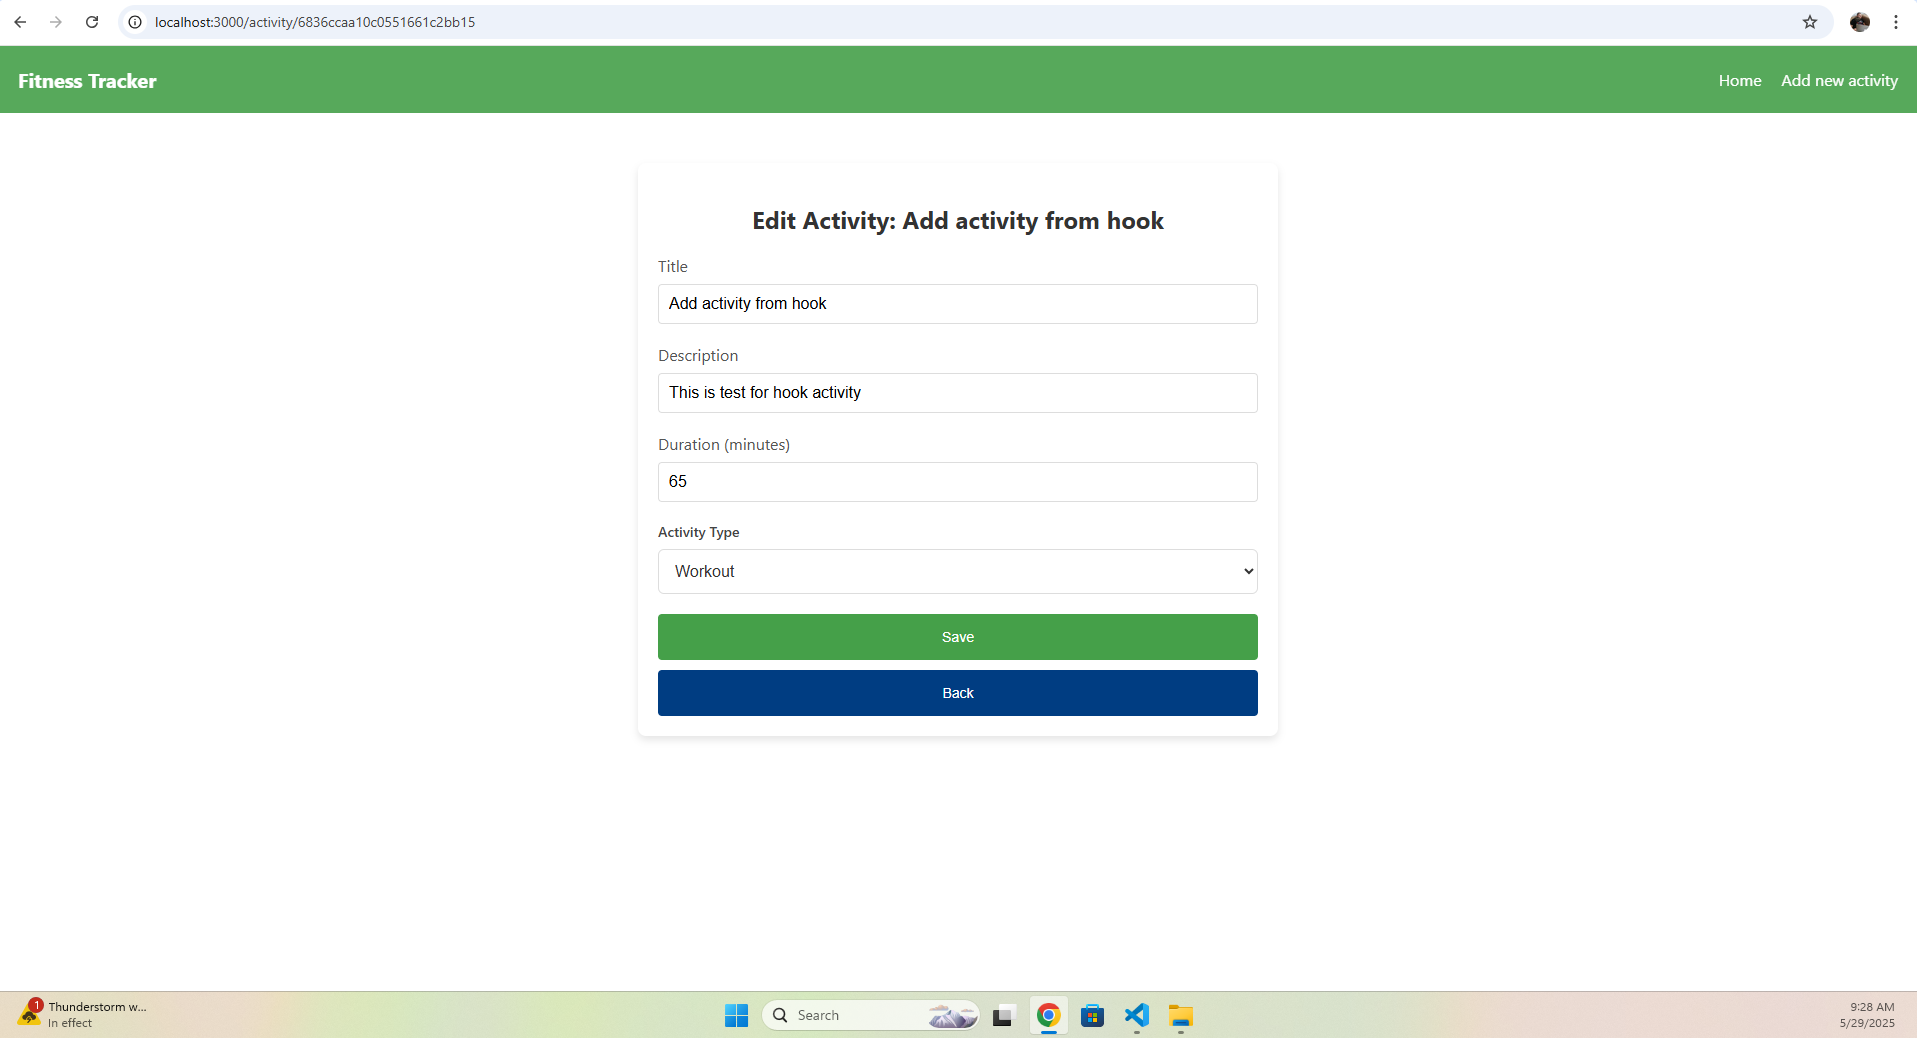 localhost:3000/activity/6836ccaa10c0551661c2bb15
Fitness Tracker
Home
Add new activity
Edit Activity: Add activity from hook
Title
Add activity from hook
Description
This is test for hook activity
Duration (minutes)
65
Activity Type
Workout
Save
Back
1
Thunderstorm w...
In effect
Search
9:28 AM
5/29/2025